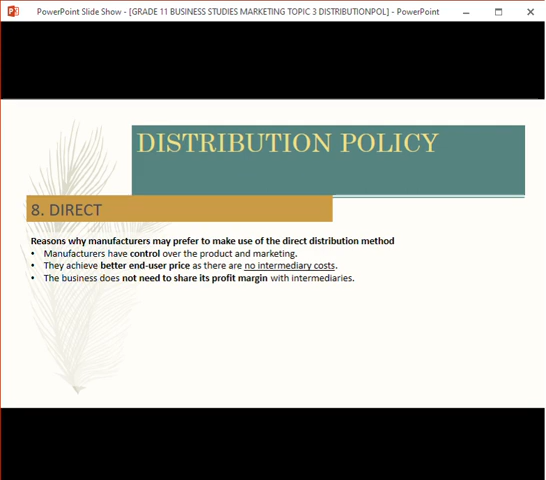 PowerPoint Slide Show - [GRADE 11 BUSINESS STUDIES MARKETING TOPIC 3 DISTRIBUTIONPOL] - PowerPoint
DISTRIBUTION POLICY
8. DIRECT
Reasons why manufacturers may prefer to make use of the direct distribution method
• Manufacturers have control over the product and marketing.
• They achieve better end-user price as there are no intermediary costs.
• The business does not need to share its profit margin with intermediaries.